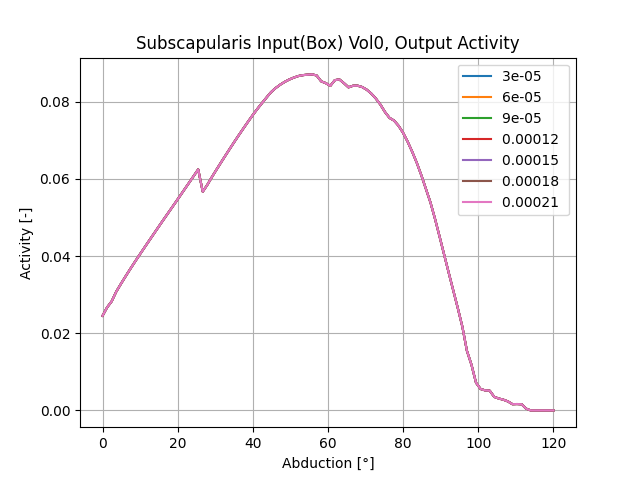 Subscapularis Input(Box) Vol0, Output Activity
3e-05
6e-05
9e-05
0.00012
0.00015
0.00018
0.00021
0.08
0.06
0.04
0.02
0.00
Activity [-]
0 20 40 60 80 100 120
Abduction [°]